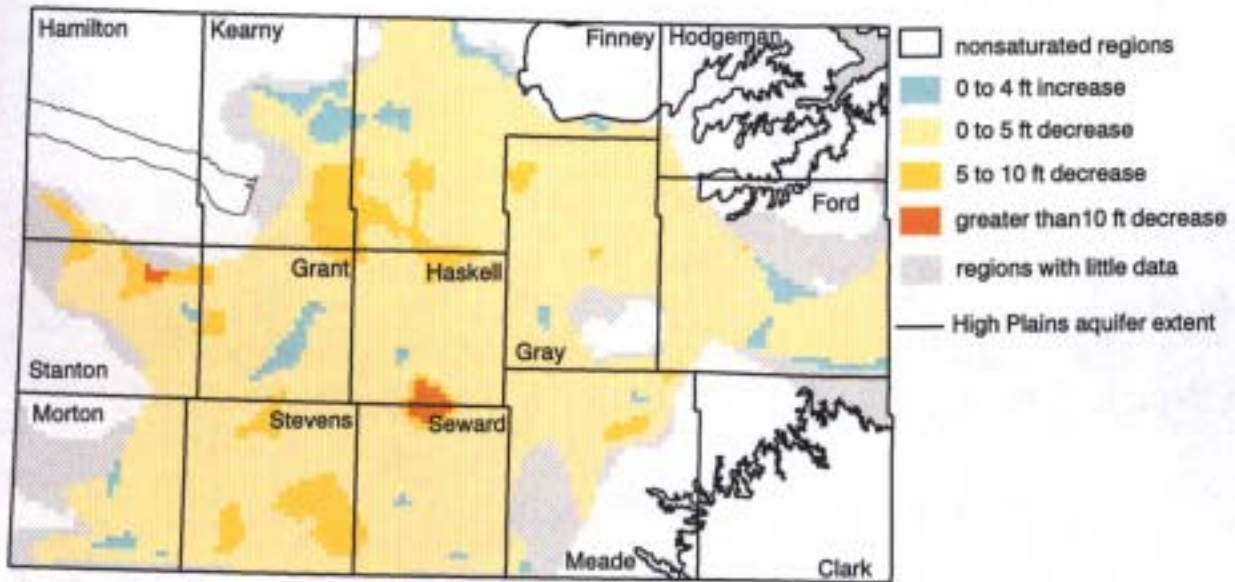 Hamilton
Kearny
Finney
Hodgeman
Ford
Grant
Haskell
Gray
Stanton
Morton
Stevens
Seward
Meade
Clark
nonsaturated regions
0 to 4 ft increase
0 to 5 ft decrease
5 to 10 ft decrease
greater than10 ft decrease
regions with little data
High Plains aquifer extent